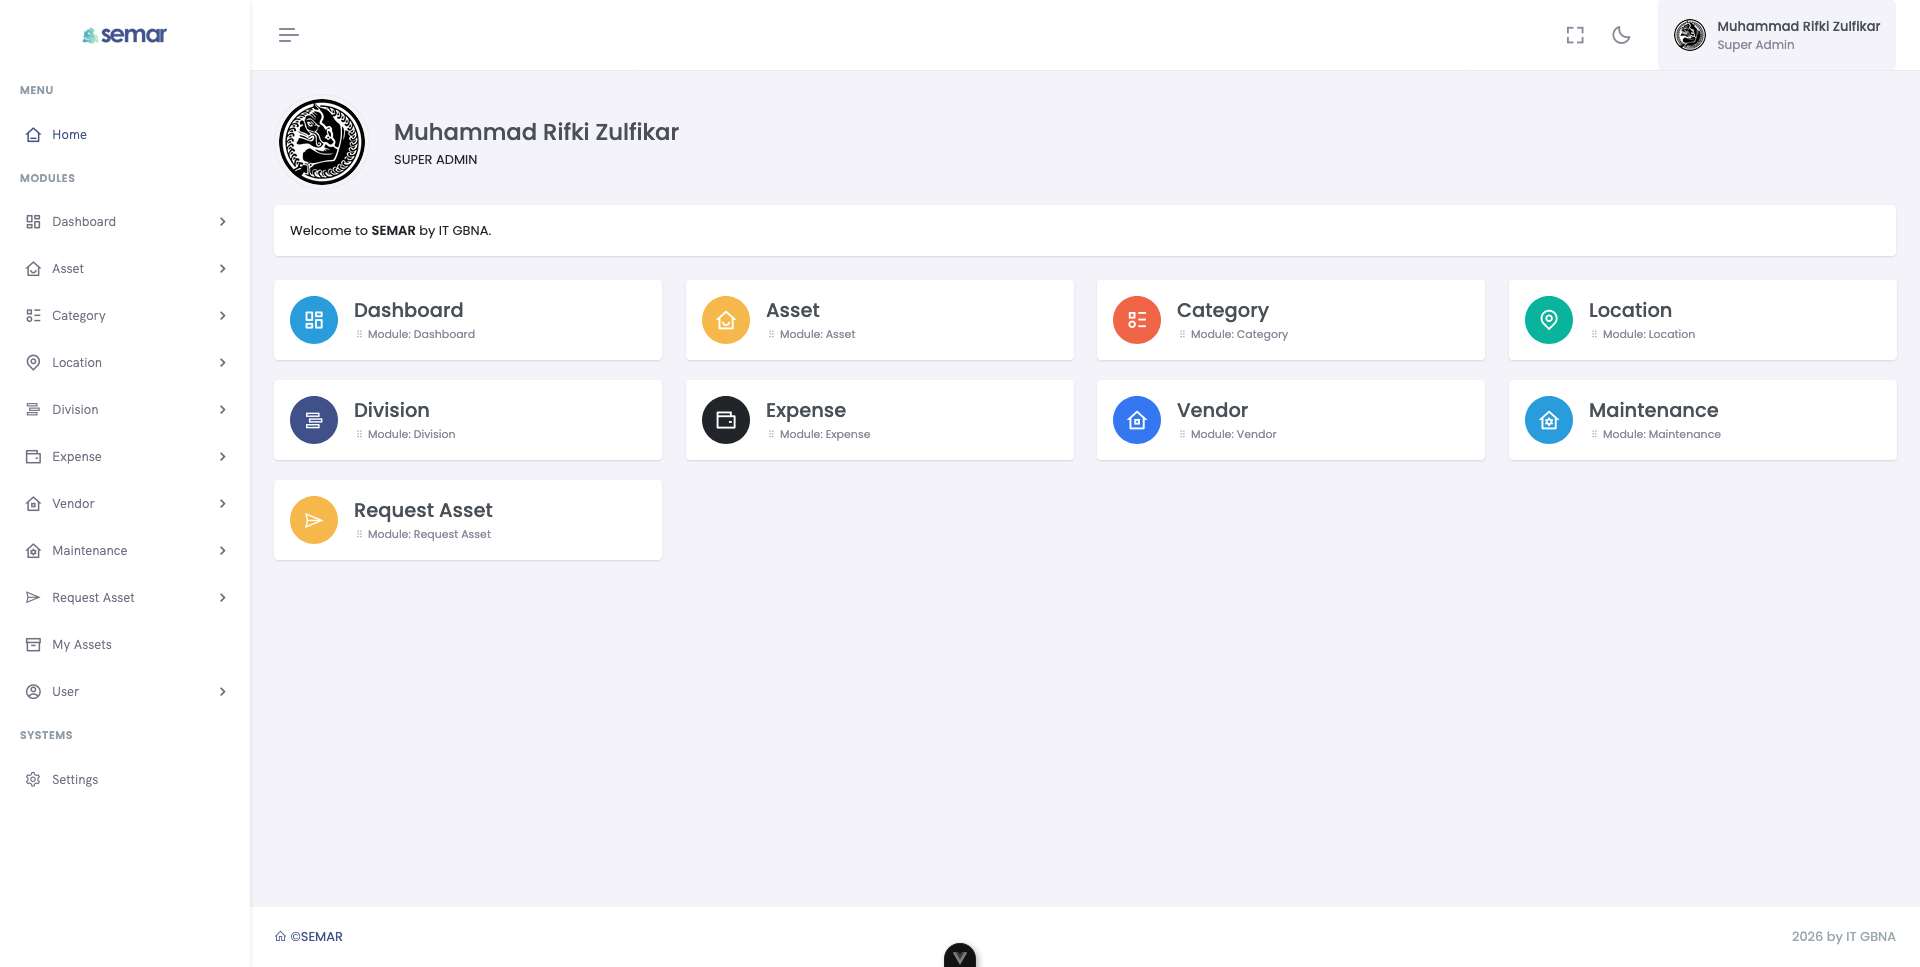 semar
Muhammad Rifki Zulfikar
Super Admin
MENU
Home
MODULES
Dashboard
Asset
Category
Location
Division
Expense
Vendor
Maintenance
Request Asset
My Assets
User
SYSTEMS
Settings
Muhammad Rifki Zulfikar
SUPER ADMIN
Welcome to SEMAR by IT GBNA.
Dashboard
Module: Dashboard
Asset
Module: Asset
Category
Module: Category
Location
Module: Location
Division
Module: Division
Expense
Module: Expense
Vendor
Module: Vendor
Maintenance
Module: Maintenance
Request Asset
Module: Request Asset
©SEMAR
2026 by IT GBNA